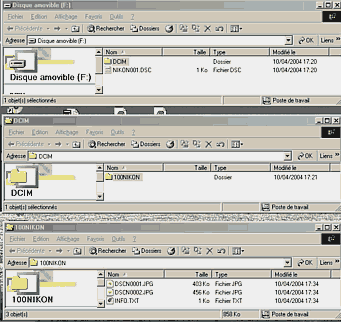 Disque amovible (F:)
Fichier Edition Affichage Favoris Outils ?
Précédente Rechercher Dossiers
Adresse Disque amovible (F:) OK Liens »
Nom Taille Type Modifié le
DCIM Dossier 10/04/2004 17:20
NIKON001.DSC 1 Ko Fichier DSC 10/04/2004 17:20
Disque amovible (F:)
1 objet(s) sélectionnés Poste de travail
DCIM
Fichier Edition Affichage Favoris Outils ?
Précédente Rechercher Dossiers
Adresse DCIM OK Liens »
Nom Taille Type Modifié le
100NIKON Dossier 10/04/2004 17:21
DCIM
1 objet(s) sélectionnés Poste de travail
100NIKON
Fichier Edition Affichage Favoris Outils ?
Précédente Rechercher Dossiers
Adresse 100NIKON OK Liens »
Nom Taille Type Modifié le
DSCN0001.JPG 403 Ko Fichier JPG 10/04/2004 17:34
DSCN0002.JPG 456 Ko Fichier JPG 10/04/2004 17:34
INFO.TXT 1 Ko Fichier TXT 10/04/2004 17:34
100NIKON
3 objet(s) 858 Ko Poste de travail